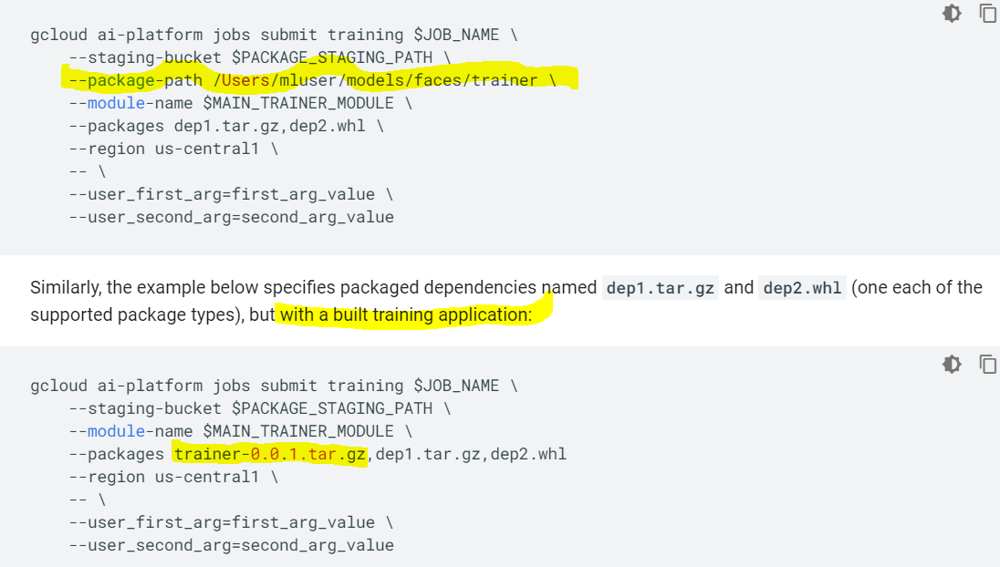 gcloud ai-platform jobs submit training $JOB_NAME \
    --staging-bucket $PACKAGE_STAGING_PATH \
    --package-path /Users/mluser/models/faces/trainer \
    --module-name $MAIN_TRAINER_MODULE \
    --packages dep1.tar.gz,dep2.whl \
    --region us-central1 \
    -- \
    --user_first_arg=first_arg_value \
    --user_second_arg=second_arg_value
Similarly, the example below specifies packaged dependencies named dep1.tar.gz and dep2.whl (one each of the
supported package types), but with a built training application:
gcloud ai-platform jobs submit training $JOB_NAME \
    --staging-bucket $PACKAGE_STAGING_PATH \
    --module-name $MAIN_TRAINER_MODULE \
    --packages trainer-0.0.1.tar.gz,dep1.tar.gz,dep2.whl
    --region us-central1 \
    -- \
    --user_first_arg=first_arg_value \
    --user_second_arg=second_arg_value